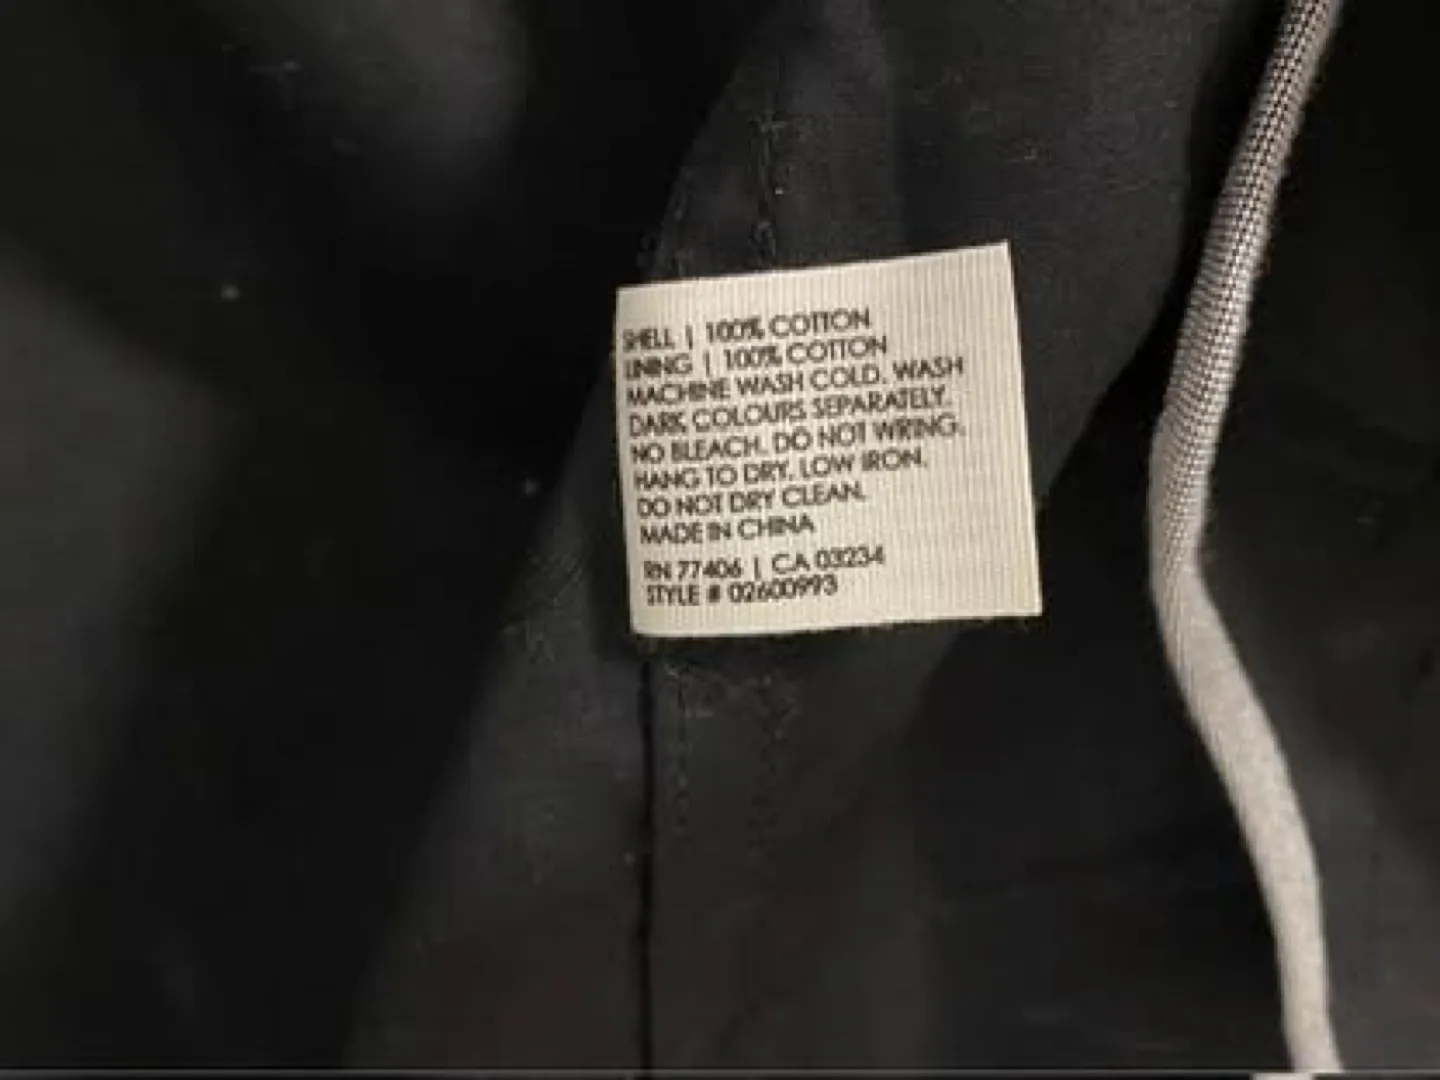 SHELL | 100% COTTON
LINING | 100% COTTON
MACHINE WASH COLD. WASH
DARK COLOURS SEPARATELY.
NO BLEACH. DO NOT WRING.
HANG TO DRY. LOW IRON.
DO NOT DRY CLEAN.
MADE IN CHINA
RN 77406 | CA 03234
STYLE # 02600993